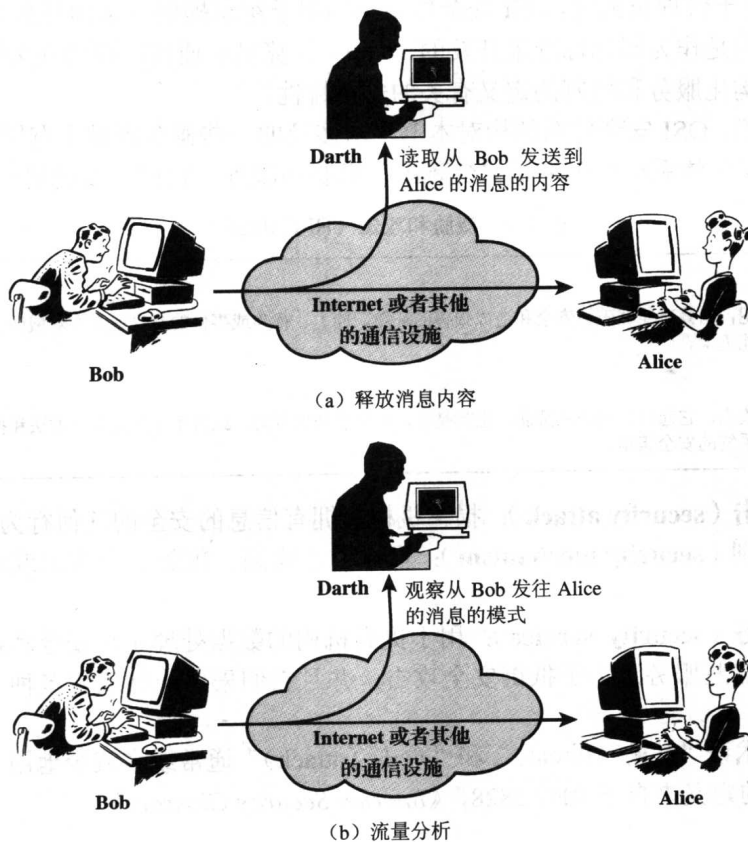 Darth
读取从 Bob 发送到
Alice 的消息的内容
Internet 或者其他
的通信设施
Bob
Alice
（a）释放消息内容
Darth
观察从 Bob 发往 Alice
的消息的模式
Internet 或者其他
的通信设施
Bob
Alice
（b）流量分析